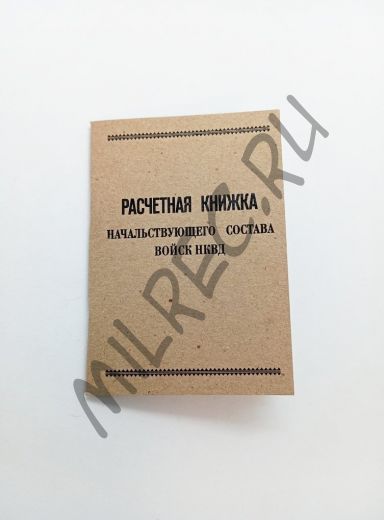 РАСЧЕТНАЯ КНИЖКА
НАЧАЛЬСТВУЮЩЕГО СОСТАВА
ВОЙСК НКВД
MILREC.RU